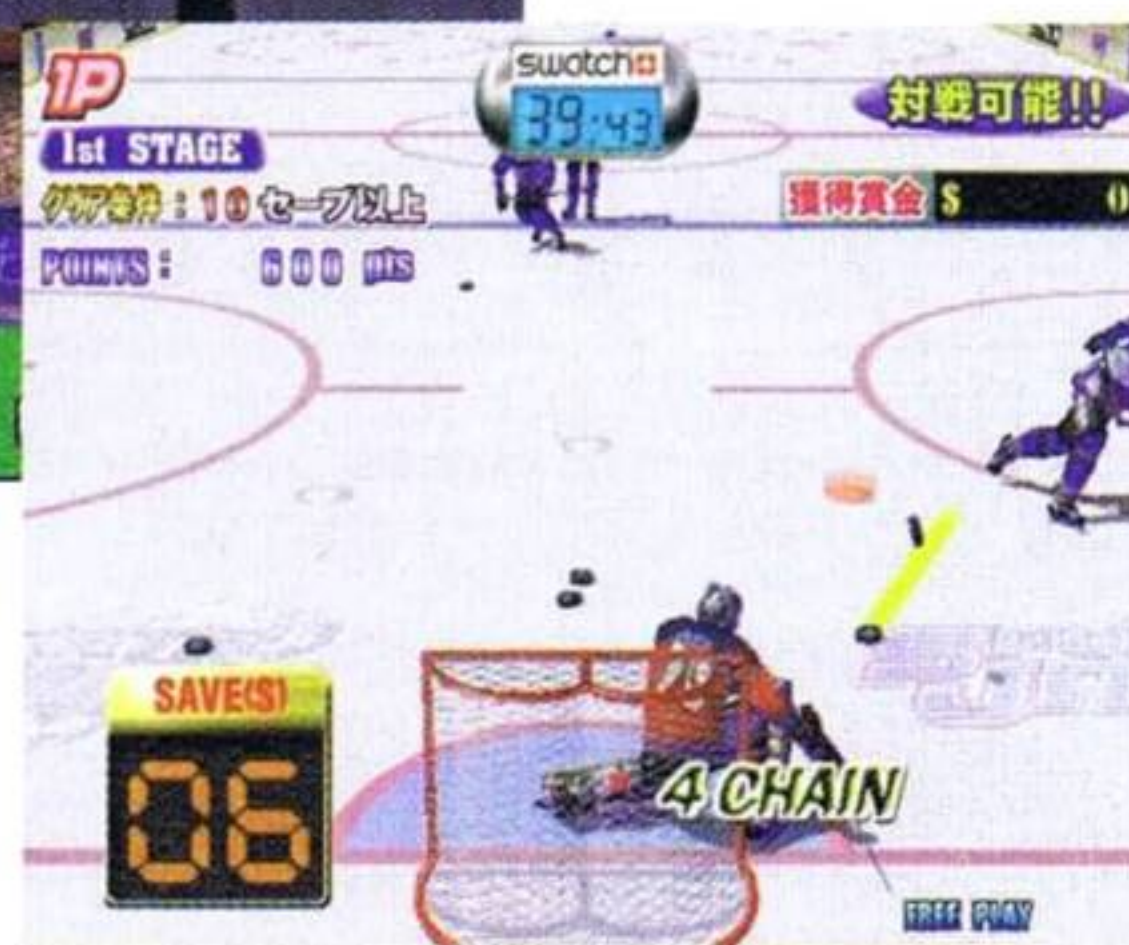 1P
swatch
39:43
対戦可能!!
1st STAGE
クリア条件:10セーブ以上
獲得賞金 $ 0
POINTS: 600 pts
SAVE(S)
06
4 CHAIN
FREE PLAY